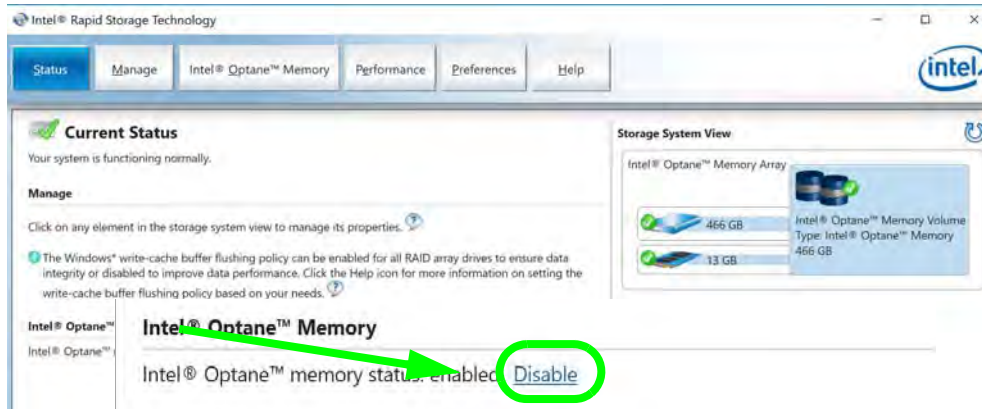 Intel® Rapid Storage Technology
Status
Manage
Intel® Optane™ Memory
Performance
Preferences
Help
intel
Current Status
Your system is functioning normally.
Manage
Click on any element in the storage system view to manage its properties.
The Windows* write-cache buffer flushing policy can be enabled for all RAID array drives to ensure data
integrity or disabled to improve data performance. Click the Help icon for more information on setting the
write-cache buffer flushing policy based on your needs.
Intel® Optane™
Intel® Optane™
Storage System View
Intel® Optane™ Memory Array
466 GB
13 GB
Intel® Optane™ Memory Volume
Type: Intel® Optane™ Memory
466 GB
Intel® Optane™ Memory
Intel® Optane™ memory status: enabled Disable